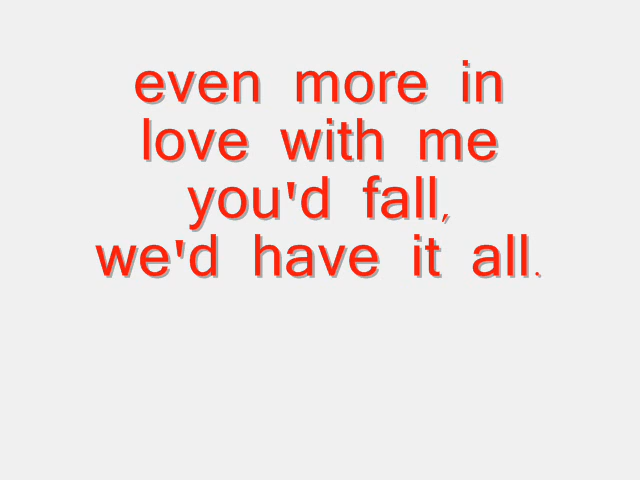 even more in
love with me
you'd fall,
we'd have it all.